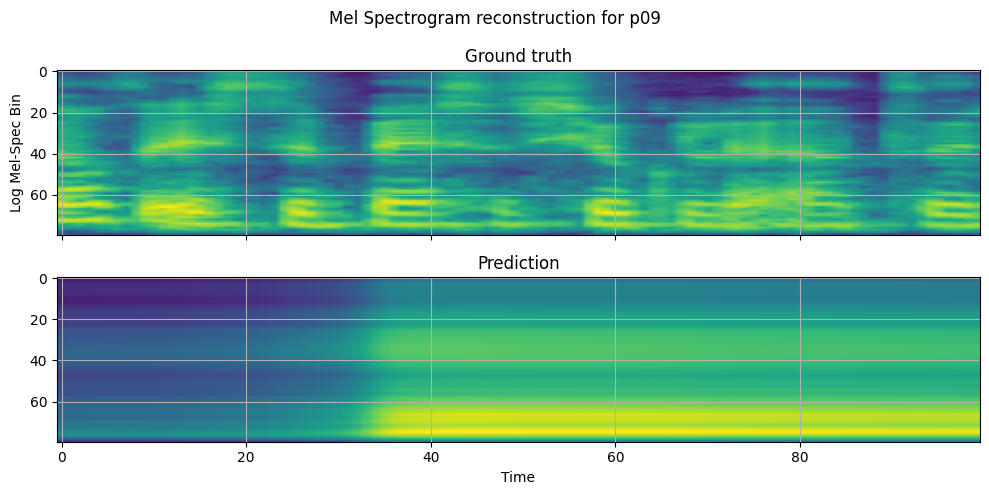 Mel Spectrogram reconstruction for p09
Ground truth
Log Mel-Spec Bin
0
20
40
60
Prediction
0
20
40
60
0 20 40 60 80
Time